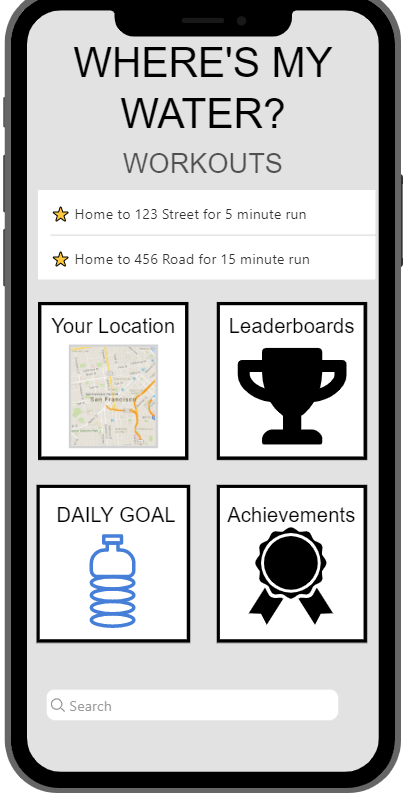 WHERE'S MY
WATER?
WORKOUTS
Home to 123 Street for 5 minute run
Home to 456 Road for 15 minute run
Your Location
Leaderboards
San Francisco
DAILY GOAL
Achievements
Search